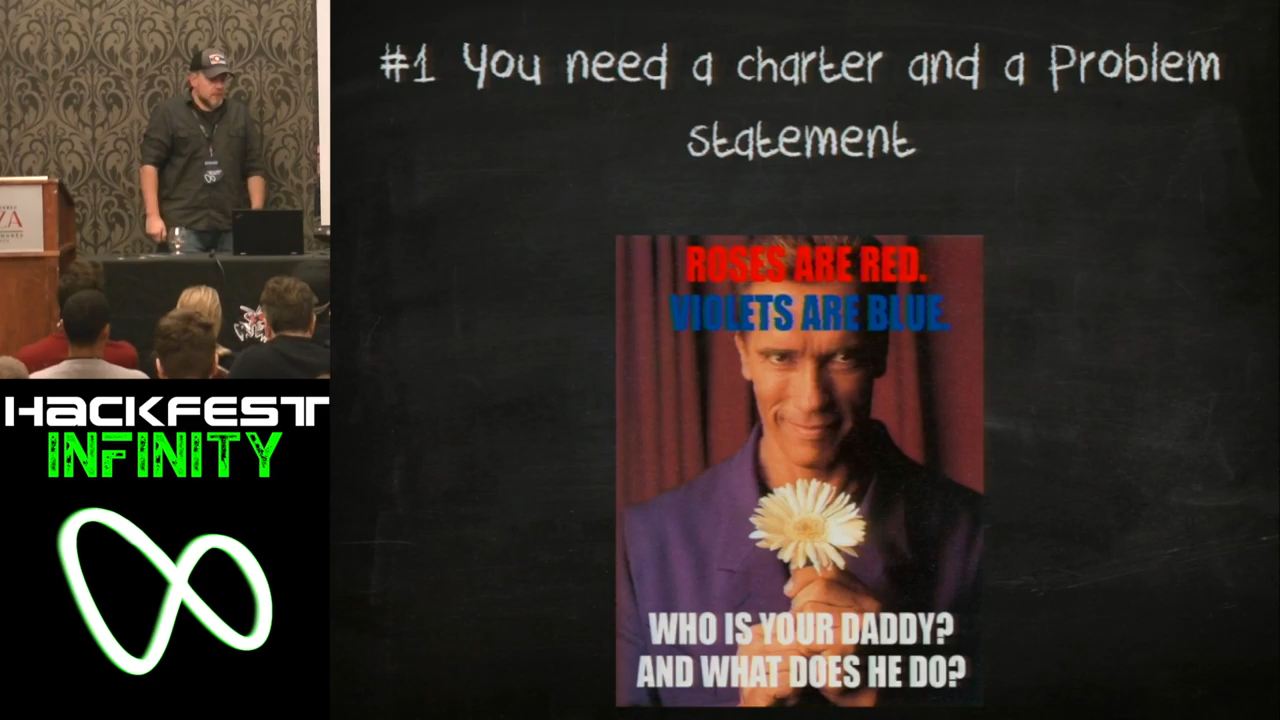 #1 You need a charter and a Problem
statement
ROSES ARE RED.
VIOLETS ARE BLUE.
WHO IS YOUR DADDY?
AND WHAT DOES HE DO?
HACKFEST
INFINITY
ZA